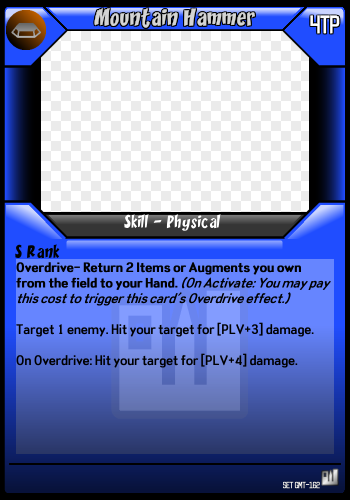 Mountain Hammer
4TP
Skill - Physical
S Rank
Overdrive- Return 2 Items or Augments you own
from the field to your Hand. (On Activate: You may pay
this cost to trigger this card's Overdrive effect.)
Target 1 enemy. Hit your target for [PLV+3] damage.
On Overdrive: Hit your target for [PLV+4] damage.
SET GMT-162